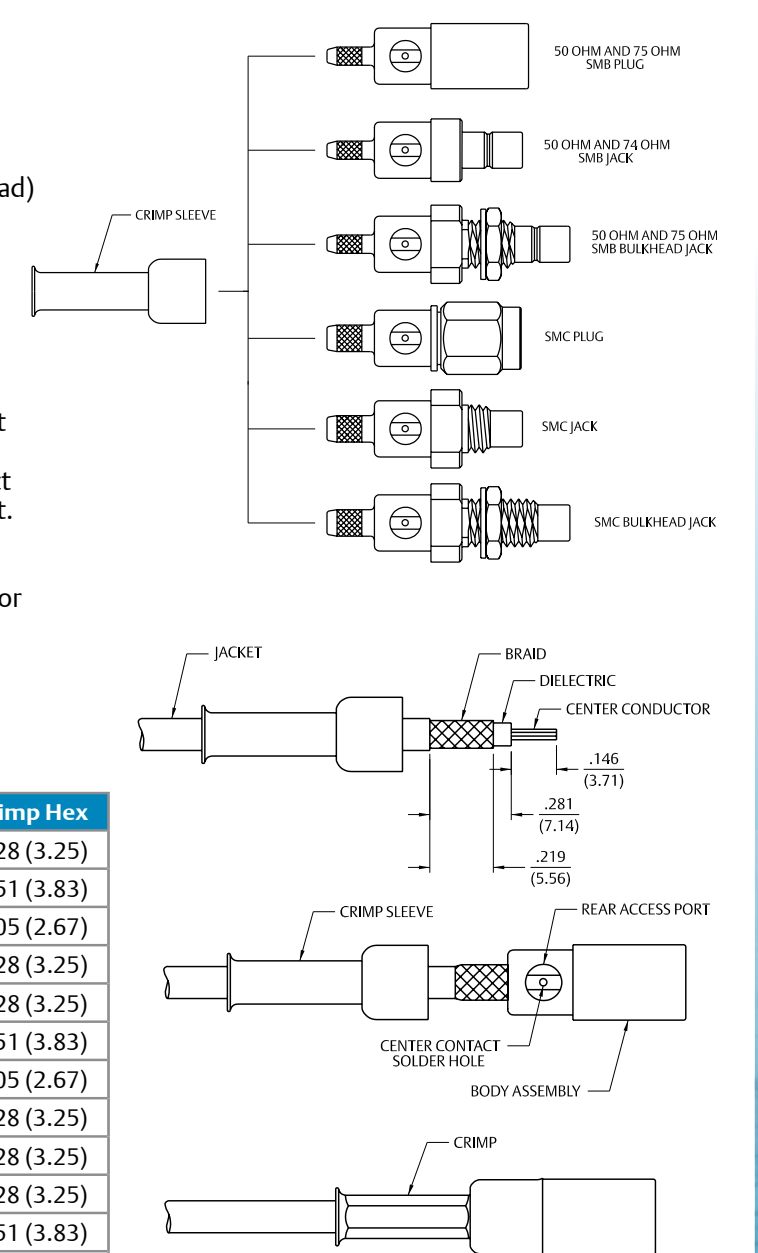 50 OHM AND 75 OHM
SMB PLUG
50 OHM AND 74 OHM
SMB JACK
ad)
CRIMP SLEEVE
50 OHM AND 75 OHM
SMB BULKHEAD JACK
SMC PLUG
t
SMC JACK
ct
t.
SMC BULKHEAD JACK
or
JACKET
BRAID
DIELECTRIC
CENTER CONDUCTOR
.146
(3.71)
.281
(7.14)
.219
(5.56)
imp Hex
28 (3.25)
51 (3.83)
05 (2.67)
28 (3.25)
28 (3.25)
51 (3.83)
05 (2.67)
28 (3.25)
28 (3.25)
28 (3.25)
51 (3.83)
CRIMP SLEEVE
REAR ACCESS PORT
CENTER CONTACT
SOLDER HOLE
BODY ASSEMBLY
CRIMP